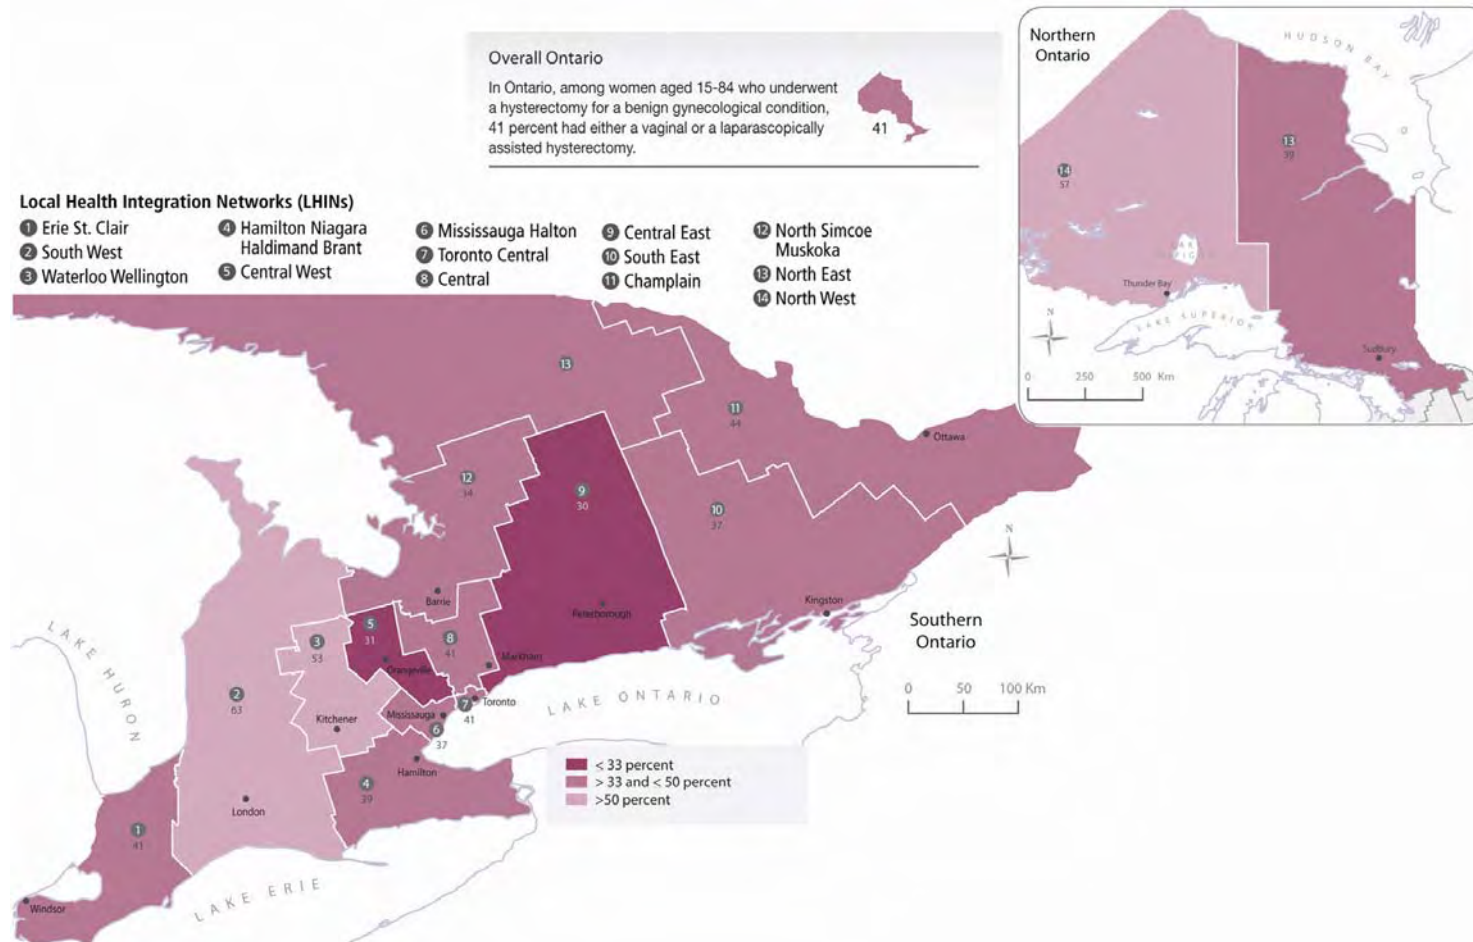 Overall Ontario
In Ontario, among women aged 15-84 who underwent
a hysterectomy for a benign gynecological condition,
41 percent had either a vaginal or a laparascopically
assisted hysterectomy.
41
Local Health Integration Networks (LHINs)
1 Erie St. Clair
2 South West
3 Waterloo Wellington
4 Hamilton Niagara
Haldimand Brant
5 Central West
6 Mississauga Halton
7 Toronto Central
8 Central
9 Central East
10 South East
11 Champlain
12 North Simcoe
Muskoka
13 North East
14 North West
Northern
Ontario
HUDSON BAY
13
39
14
57
Thunder Bay
LAKE SUPERIOR
Sudbury
N
0 250 500 Km
13
11
44
Ottawa
12
34
9
30
10
37
N
Barrie
Peterborough
Kingston
Southern
Ontario
5
31
8
41
3
53
Orangeville
Markham
LAKE HURON
2
63
7
41
Toronto
LAKE ONTARIO
0 50 100 Km
Kitchener
Mississauga
6
37
Hamilton
4
39
< 33 percent
> 33 and < 50 percent
>50 percent
London
1
41
LAKE ERIE
Windsor